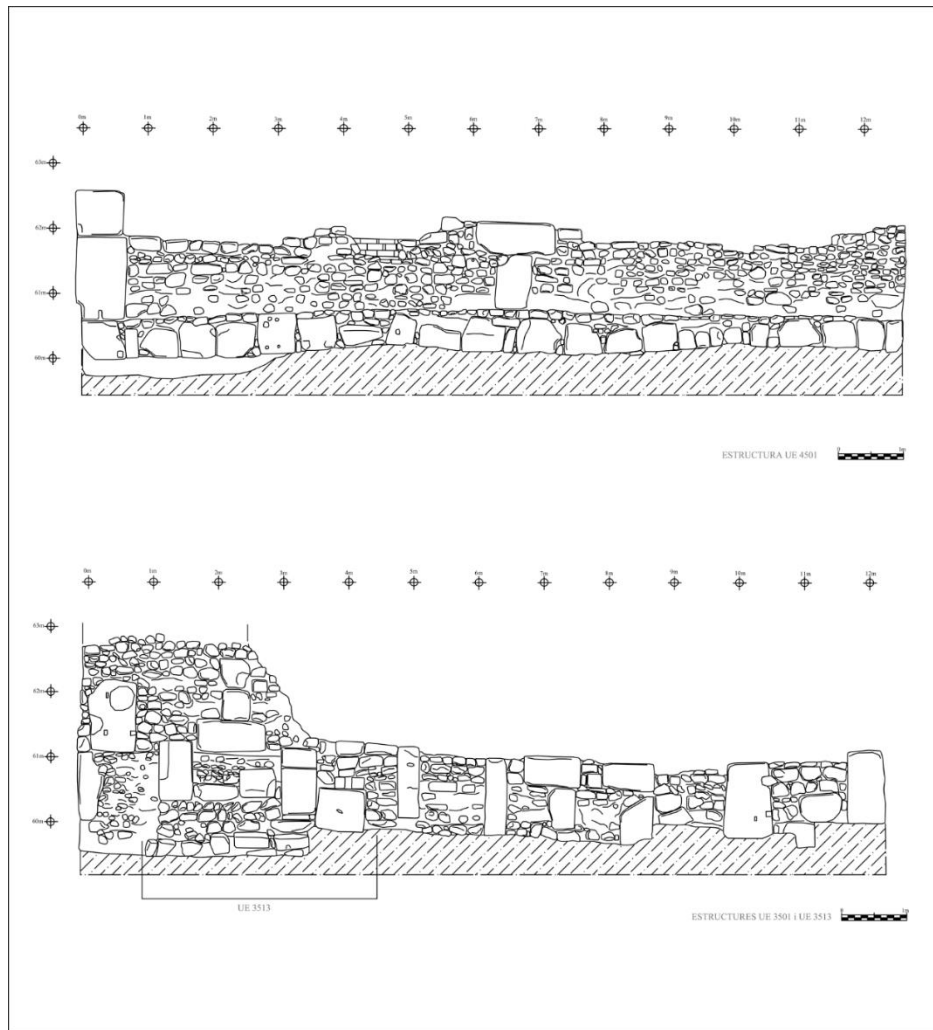 0m 1m 2m 3m 4m 5m 6m 7m 8m 9m 10m 11m 12m
63m
62m
61m
60m
ESTRUCTURA UE 4501
0 1m
0m 1m 2m 3m 4m 5m 6m 7m 8m 9m 10m 11m 12m
63m
62m
61m
60m
UE 3513
ESTRUCTURES UE 3501 i UE 3513
0 1m